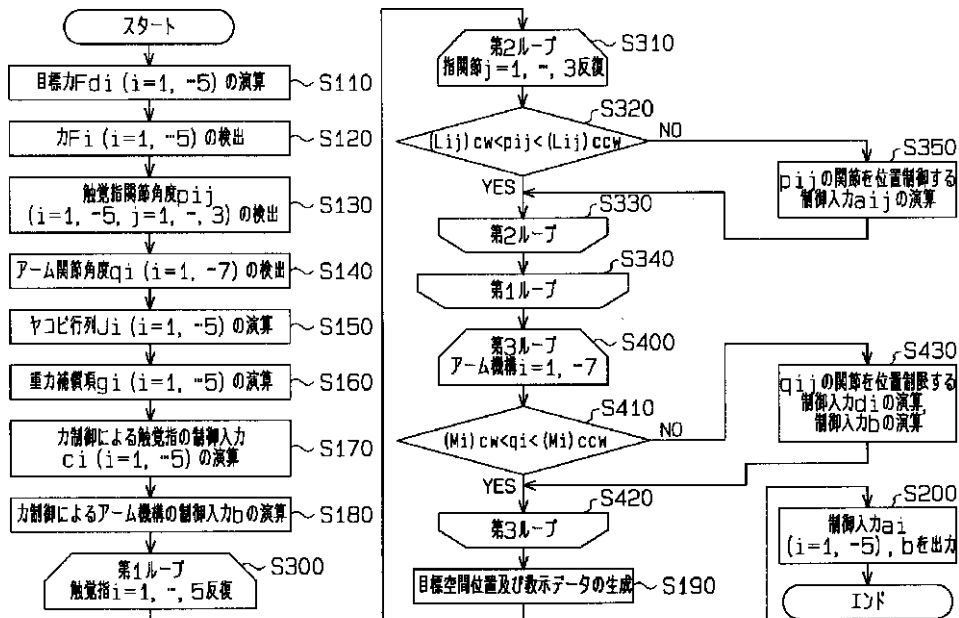 スタート
目標力Fdi (i=1, -5) の演算
S110
力Fi (i=1, -5) の検出
S120
触覚指関節角度pij
(i=1, -5, j=1, -, 3) の検出
S130
アーム関節角度qi (i=1, -7) の検出
S140
ヤコビ行列Ji (i=1, -5) の演算
S150
重力補償項gi (i=1, -5) の演算
S160
力制御による触覚指の制御入力
ci (i=1, -5) の演算
S170
力制御によるアーム機構の制御入力bの演算
S180
第1ループ
触覚指i=1, -, 5反復
S300
第2ループ
指関節j=1, -, 3反復
S310
(Lij)cw<pij<(Lij)ccw
S320
NO
YES
pijの関節を位置制御する
制御入力aijの演算
S350
第2ループ
S330
第1ループ
S340
第3ループ
アーム機構i=1, -7
S400
(Mi)cw<qi<(Mi)ccw
S410
NO
YES
qijの関節を位置制限する
制御入力diの演算,
制御入力bの演算
S430
第3ループ
S420
目標空間位置及び教示データの生成
S190
制御入力ai
(i=1, -5), bを出力
S200
エンド